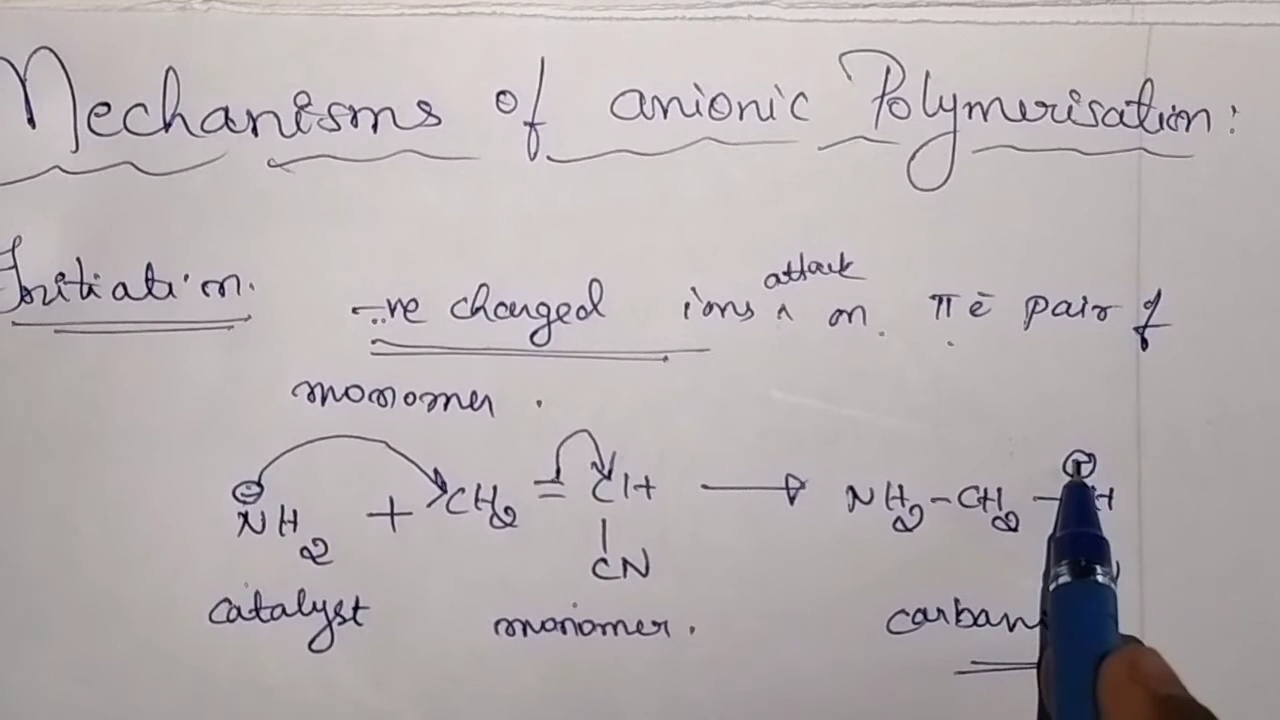 Mechanisms of anionic Polymerisation:
Initiation.
-ve charged ions attack on πe̅ pair of
monomer.
⊖NH₂ + CH₂ = CH → NH₂-CH₂-
CN
catalyst monomer.